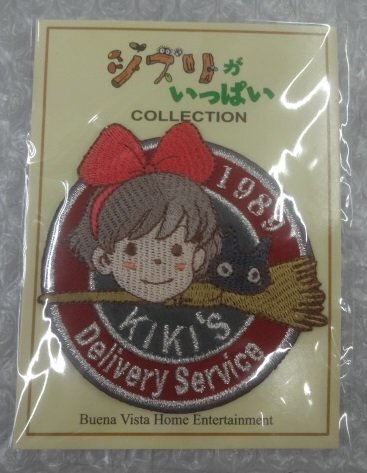 ジブリが
いっぱい
COLLECTION
1989
KIKI'S
Delivery Service
Buena Vista Home Entertainment